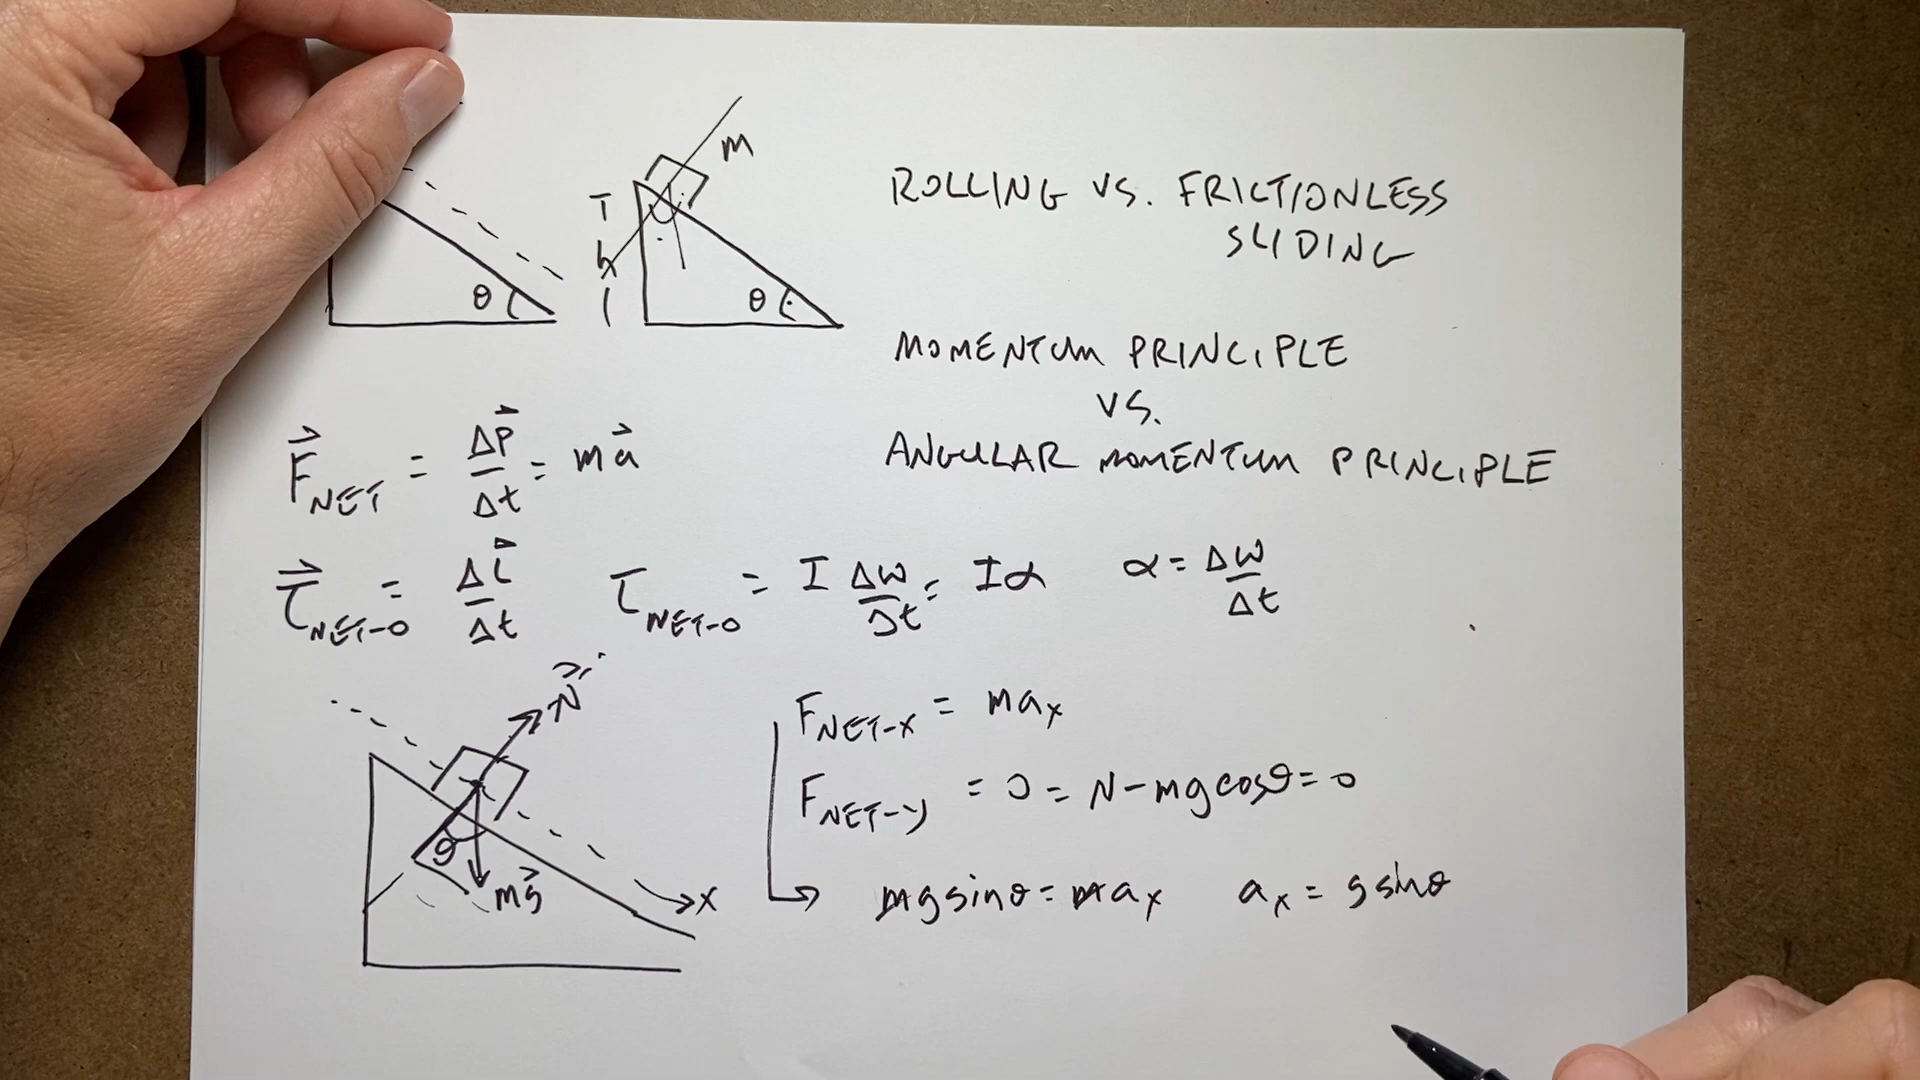 m
ROLLING VS. FRICTIONLESS
SLIDING
h
θ
θ
MOMENTUM PRINCIPLE
VS.
ANGULAR MOMENTUM PRINCIPLE
F⃗NET = Δp⃗/Δt = ma⃗
τ⃗NET-O = ΔL⃗/Δt τNET-O = I Δω/Δt = Iα α = Δω/Δt
N⃗
FNET-x = max
FNET-y = 0 = N - mgcosθ = 0
θ
mg⃗
x
mgsinθ = max ax = gsinθ